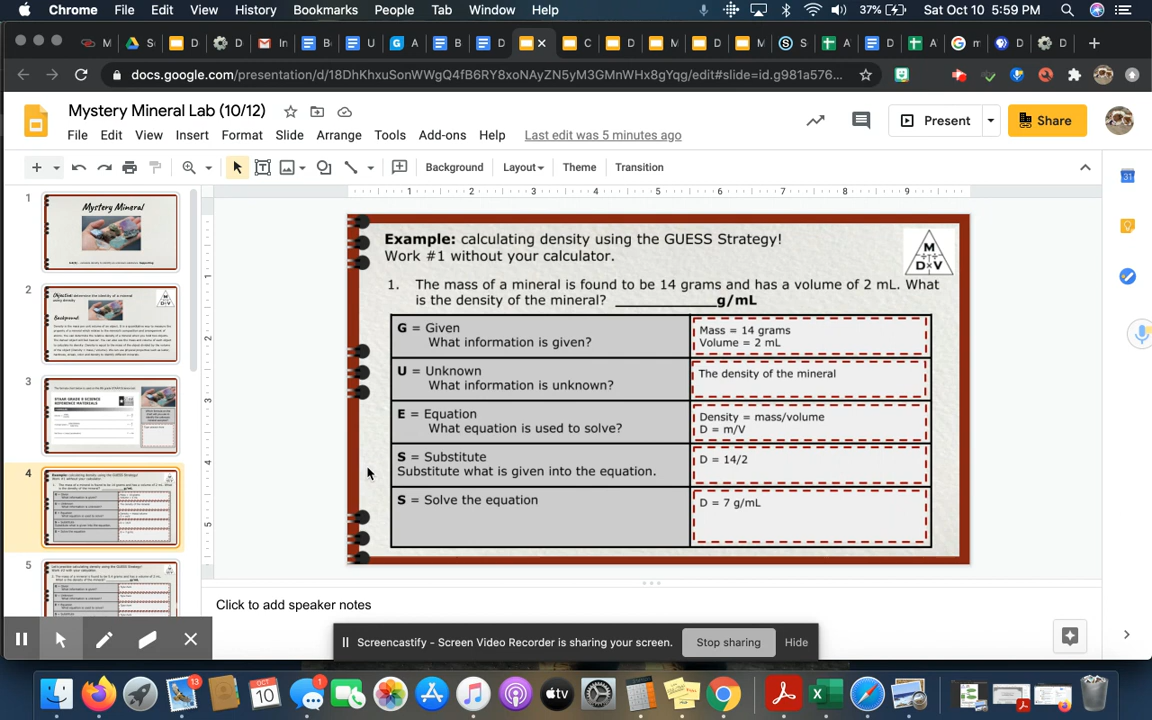 Chrome File Edit View History Bookmarks People Tab Window Help 37% Sat Oct 10 5:59 PM
docs.google.com/presentation/d/18DhKhxuSonWWgQ4fB6RY8xoNAyZN5yM3GMnWHx8gYqg/edit#slide=id.g981a576...
Mystery Mineral Lab (10/12)
File Edit View Insert Format Slide Arrange Tools Add-ons Help Last edit was 5 minutes ago
Present Share
Background Layout Theme Transition
1
Mystery Mineral
2
3
4
5
Example: calculating density using the GUESS Strategy!
Work #1 without your calculator.
M
D × V
1. The mass of a mineral is found to be 14 grams and has a volume of 2 mL. What
is the density of the mineral? ____________g/mL
G = Given
What information is given?
Mass = 14 grams
Volume = 2 mL
U = Unknown
What information is unknown?
The density of the mineral
E = Equation
What equation is used to solve?
Density = mass/volume
D = m/V
S = Substitute
Substitute what is given into the equation.
D = 14/2
S = Solve the equation
D = 7 g/mL
Click to add speaker notes
Screencastify - Screen Video Recorder is sharing your screen. Stop sharing Hide